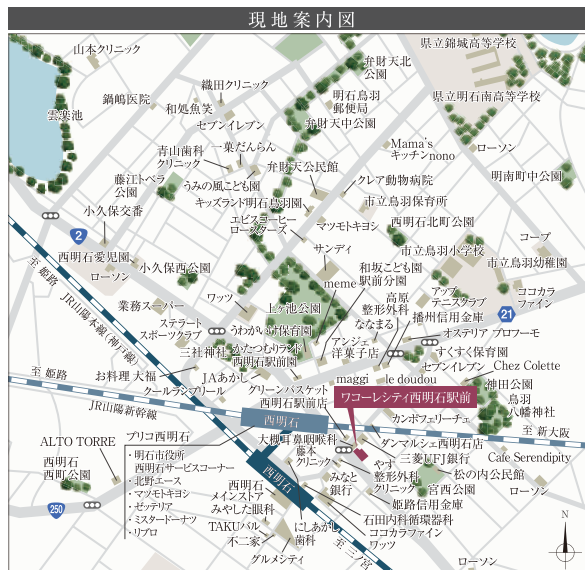 現地案内図
山本クリニック
弁財天北
公園
県立錦城高等学校
織田クリニック
鍋嶋医院
明石鳥羽
郵便局
県立明石南高等学校
雲楽池
和処魚笑
セブンイレブン
弁財天中公園
青山歯科
クリニック
一葉だんらん
Mama's
キッチンnono
ローソン
弁財天公民館
藤江トベラ
公園
うみの風こども園
クレア動物病院
明南町中公園
キッズランド明石鳥羽園
市立鳥羽保育所
小久保交番
エビスコーヒー
ロースターズ
マツモトキヨシ
西明石北町公園
2
コープ
西明石愛児園
サンディ
市立鳥羽小学校
市立鳥羽幼稚園
至 姫路
ローソン
小久保西公園
和坂こども園
駅前分園
meme
アップ
テニスクラブ
ココカラ
ファイン
JR山陽本線(神戸線)
業務スーパー
ワッツ
上ヶ池公園
高原
整形外科
播州信用金庫
21
ステラート
スポーツクラブ
うわがいけ保育園
ななまる
オステリア ブロフーモ
三社神社
かたつむりランド
西明石駅前園
アンジェ
洋菓子店
すくすく保育園
セブンイレブン
Chez Colette
至 姫路
お料理 大福
JAあかし
maggi
le doudou
神田公園
クールランブリール
グリーンバスケット
西明石駅前店
ワコーレシティ西明石駅前
鳥羽
八幡神社
JR山陽新幹線
西明石
カンボフェリーチェ
至 新大阪
ALTO TORRE
プリコ西明石
大槻耳鼻咽喉科
ダンマルシェ西明石店
・明石市役所
西明石サービスコーナー
・北野エース
・マツモトキヨシ
・ゼッテリア
・ミスタードーナツ
・リブロ
西明石
藤本
クリニック
やす
整形外科
クリニック
三菱UFJ銀行
Cafe Serendipity
西明石
西町公園
みなと
銀行
松の内公民館
宮西公園
ローソン
西明石
メインストア
みやした眼科
姫路信用金庫
250
TAKUバル
にしあがし
歯科
石田内科循環器科
ココカラファイン
ワッツ
不二家
グルメシティ
至 三ノ宮
ローソン
N